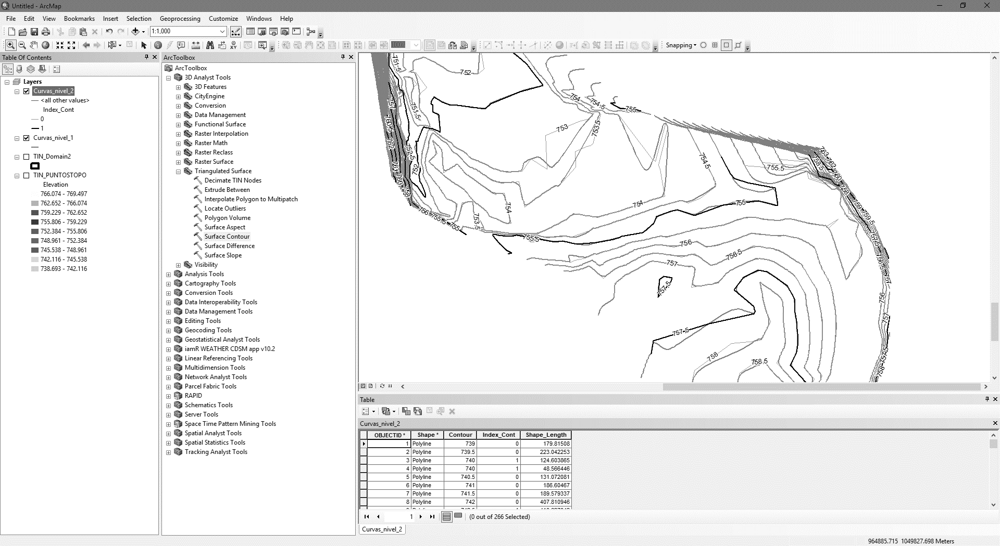 Untitled - ArcMap
File Edit View Bookmarks Insert Selection Geoprocessing Customize Windows Help
1:1,000
100%
Snapping
Table Of Contents
Layers
Curvas_nivel_2
<all other values>
Index_Cont
0
1
Curvas_nivel_1
TIN_Domain2
TIN_PUNTOSTOPO
Elevation
766.074 - 769.497
762.652 - 766.074
759.229 - 762.652
755.806 - 759.229
752.384 - 755.806
748.961 - 752.384
745.538 - 748.961
742.116 - 745.538
738.693 - 742.116
ArcToolbox
ArcToolbox
3D Analyst Tools
3D Features
CityEngine
Conversion
Data Management
Functional Surface
Raster Interpolation
Raster Math
Raster Reclass
Raster Surface
Triangulated Surface
Decimate TIN Nodes
Extrude Between
Interpolate Polygon to Multipatch
Locate Outliers
Polygon Volume
Surface Aspect
Surface Contour
Surface Difference
Surface Slope
Visibility
Analysis Tools
Cartography Tools
Conversion Tools
Data Interoperability Tools
Data Management Tools
Editing Tools
Geocoding Tools
Geostatistical Analyst Tools
iamR WEATHER CDSM app v10.2
Linear Referencing Tools
Multidimension Tools
Network Analyst Tools
Parcel Fabric Tools
RAPID
Schematics Tools
Server Tools
Space Time Pattern Mining Tools
Spatial Analyst Tools
Spatial Statistics Tools
Tracking Analyst Tools
751.5
752
754
754.5
755
751.5
757
760.5
762
753
753.5
752.5
752
761
760
758
754.5
755.5
763
762
758.5
760
758
759
759.5
754
755
754
753.5
756
755.5
755
755.5
756
756.5
757
757.5
757.5
756.5
757
756
757
757.5
758
758.5
757.5
758
Table
Curvas_nivel_2
OBJECTID * Shape * Contour Index_Cont Shape_Length
1 Polyline 739 0 179.81508
2 Polyline 739.5 0 223.042253
3 Polyline 740 1 124.603865
4 Polyline 740 1 48.566446
5 Polyline 740.5 0 131.072081
6 Polyline 741 0 186.60467
7 Polyline 741.5 0 189.579337
8 Polyline 742 0 407.810946
1
(0 out of 266 Selected)
Curvas_nivel_2
964885.715 1049827.698 Meters